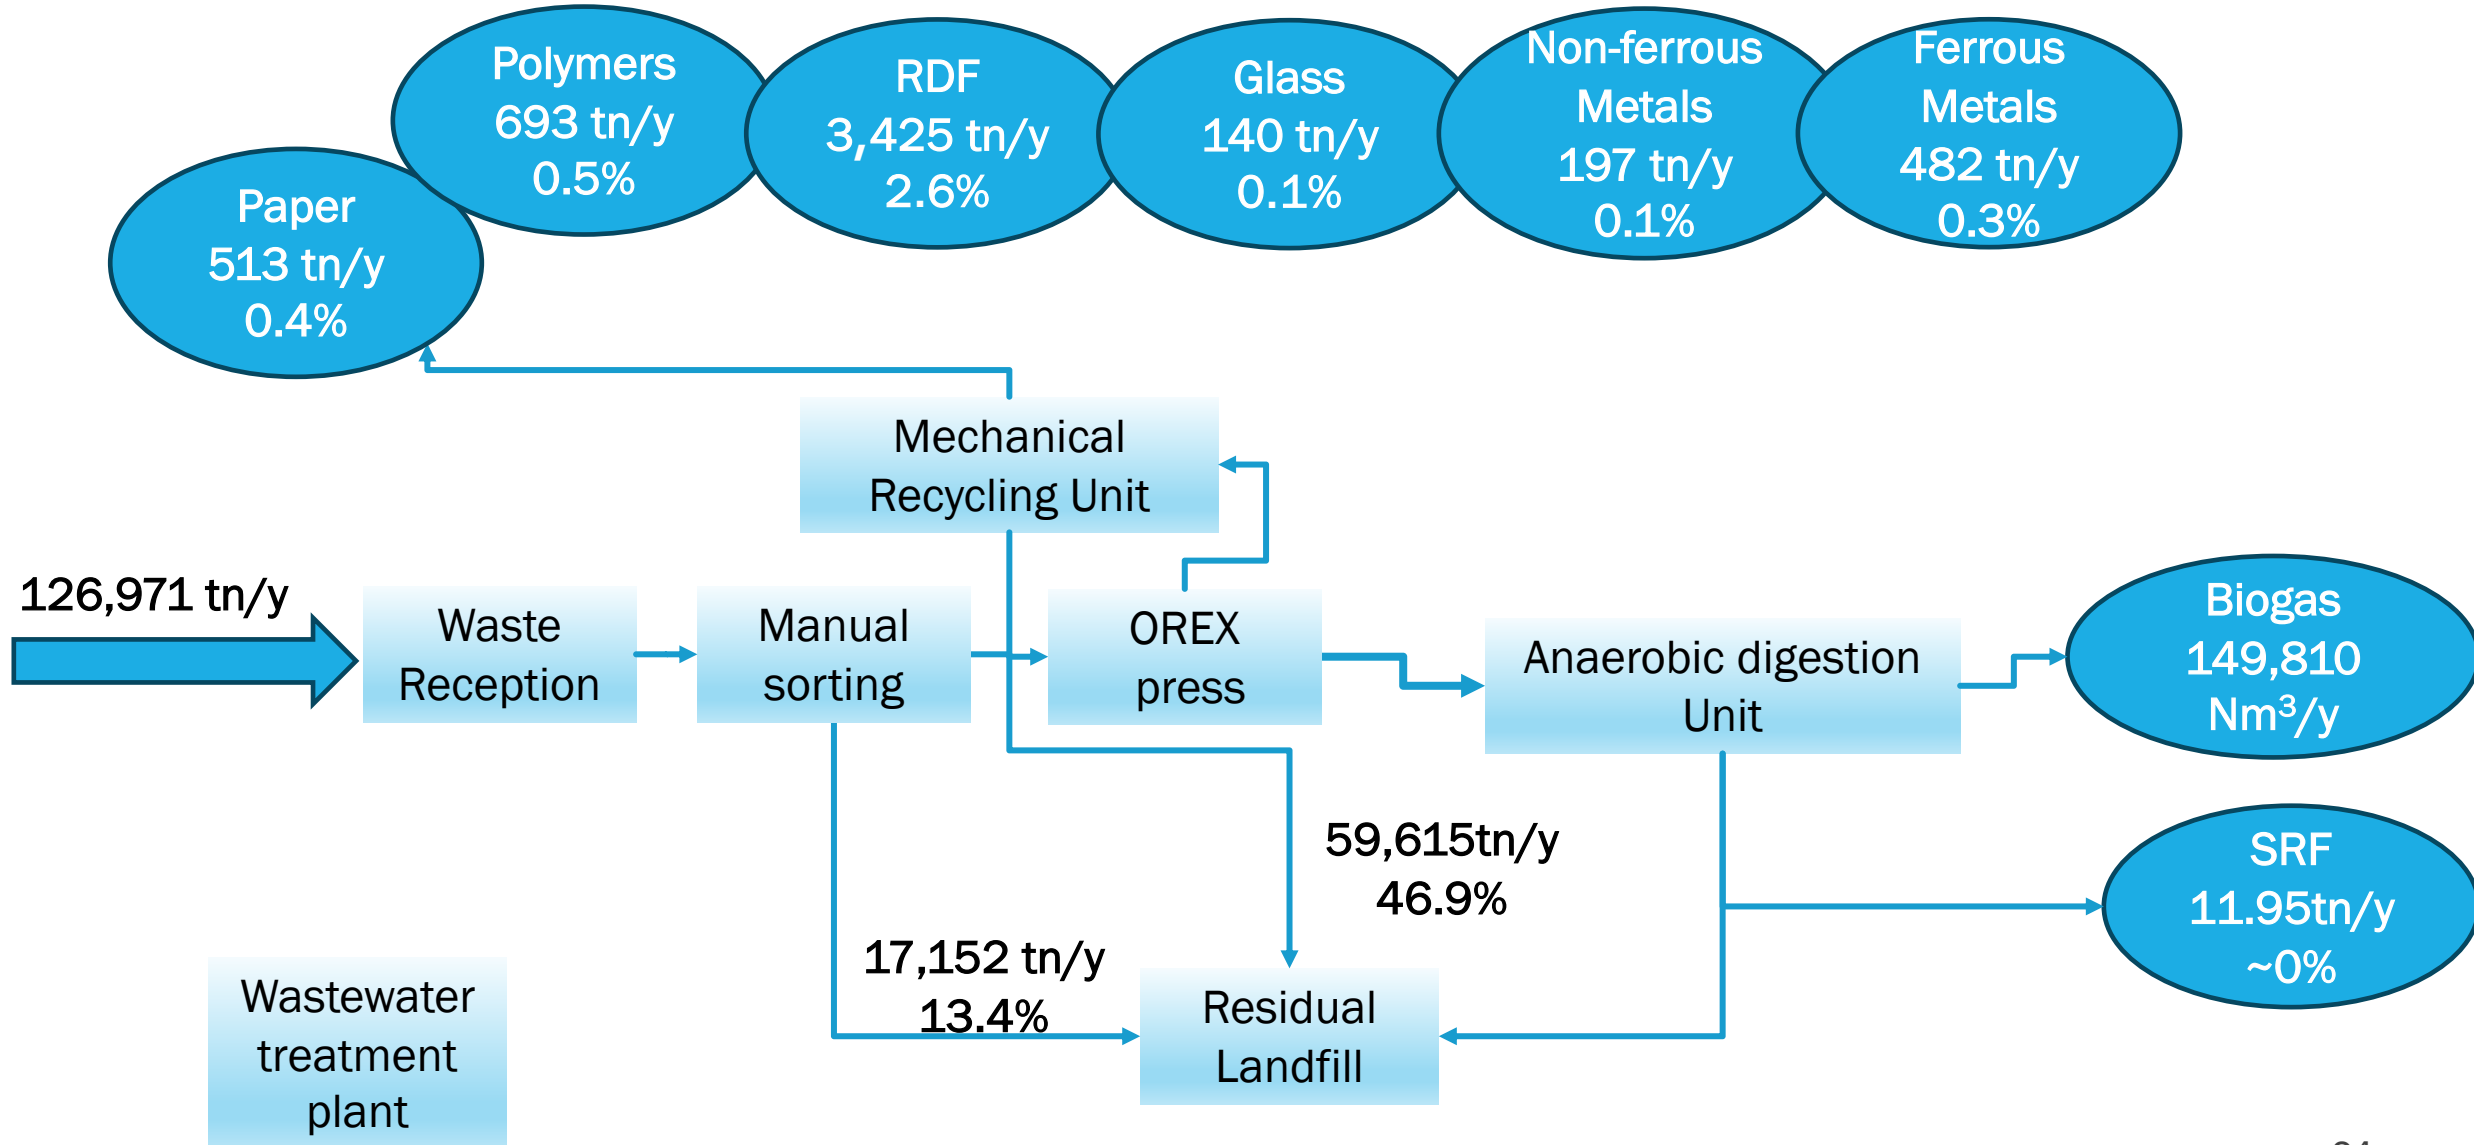 Polymers
693 tn/y
0.5%
RDF
3,425 tn/y
2.6%
Glass
140 tn/y
0.1%
Non-ferrous
Metals
197 tn/y
0.1%
Ferrous
Metals
482 tn/y
0.3%
Paper
513 tn/y
0.4%
Mechanical
Recycling Unit
126,971 tn/y
Waste
Reception
Manual
sorting
OREX
press
Anaerobic digestion
Unit
Biogas
149,810
Nm³/y
59,615tn/y
46.9%
SRF
11.95tn/y
~0%
17,152 tn/y
13.4%
Residual
Landfill
Wastewater
treatment
plant